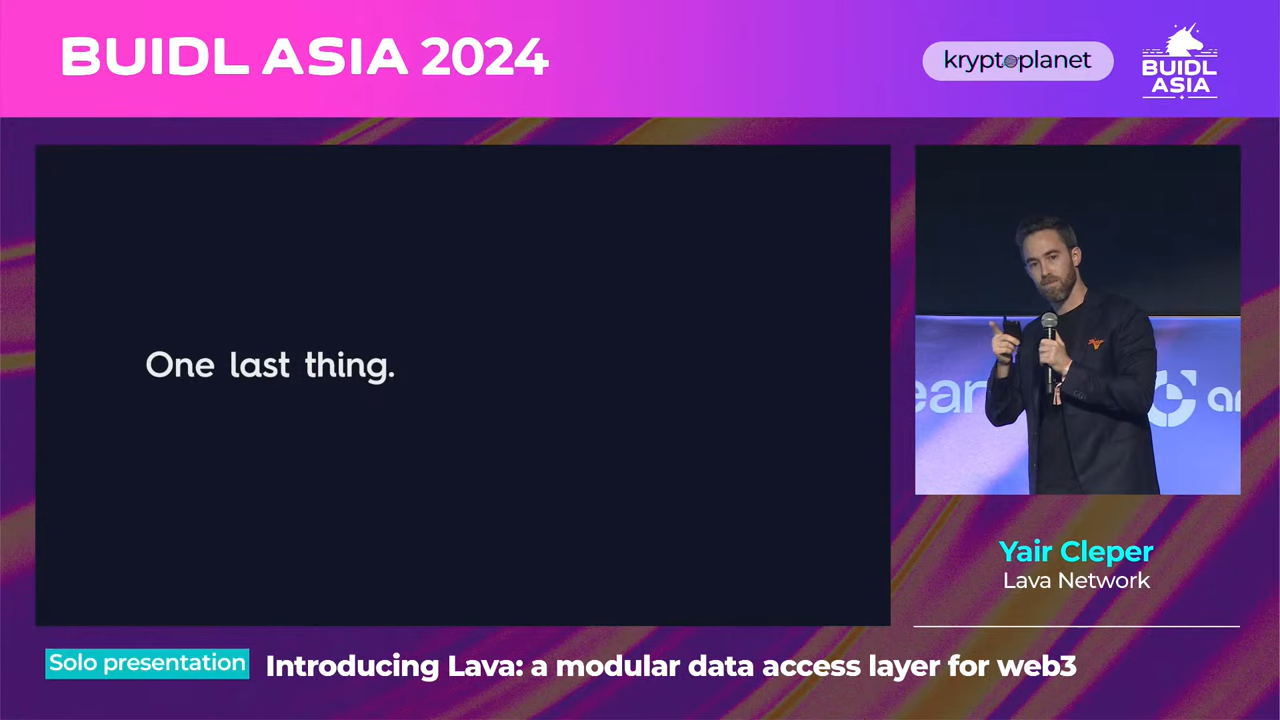 BUIDL ASIA 2024
kryptoplanet
BUIDL
ASIA
One last thing.
Yair Cleper
Lava Network
Solo presentation
Introducing Lava: a modular data access layer for web3